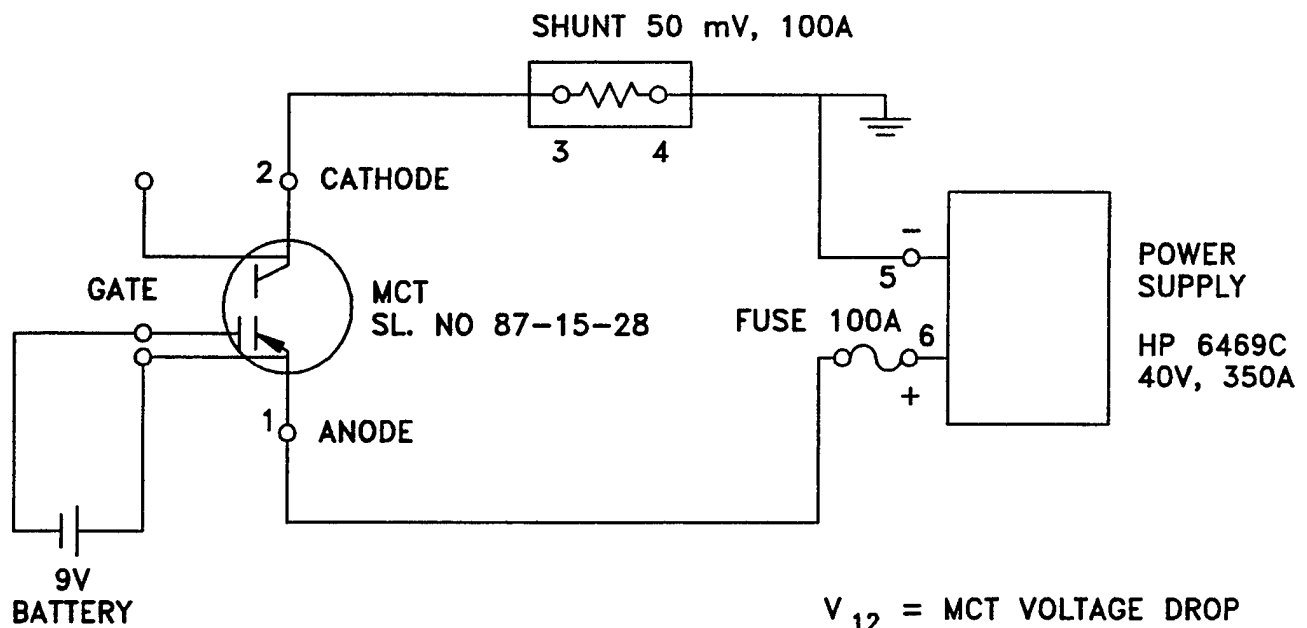 SHUNT 50 mV, 100A
3 4
2 CATHODE
GATE
MCT
SL. NO 87-15-28
1 ANODE
9V
BATTERY
-
5
FUSE 100A
6
+
POWER
SUPPLY
HP 6469C
40V, 350A
V 12 = MCT VOLTAGE DROP